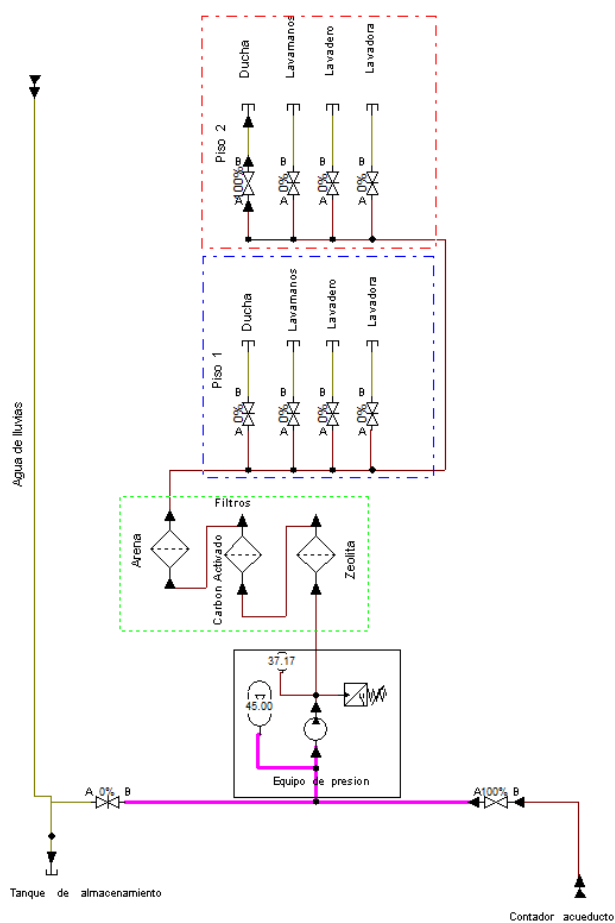 Ducha
Lavamanos
Lavadero
Lavadora
Piso 2
B B B B
100% 0% 0% 0%
A A A A
Ducha
Lavamanos
Lavadero
Lavadora
Piso 1
B B B B
0% 0% 0% 0%
A A A A
Agua de lluvias
Filtros
Arena
Carbon Activado
Zeolita
37.17
45.00
Equipo de presion
A 0% B
A 100% B
Tanque de almacenamiento
Contador acueducto